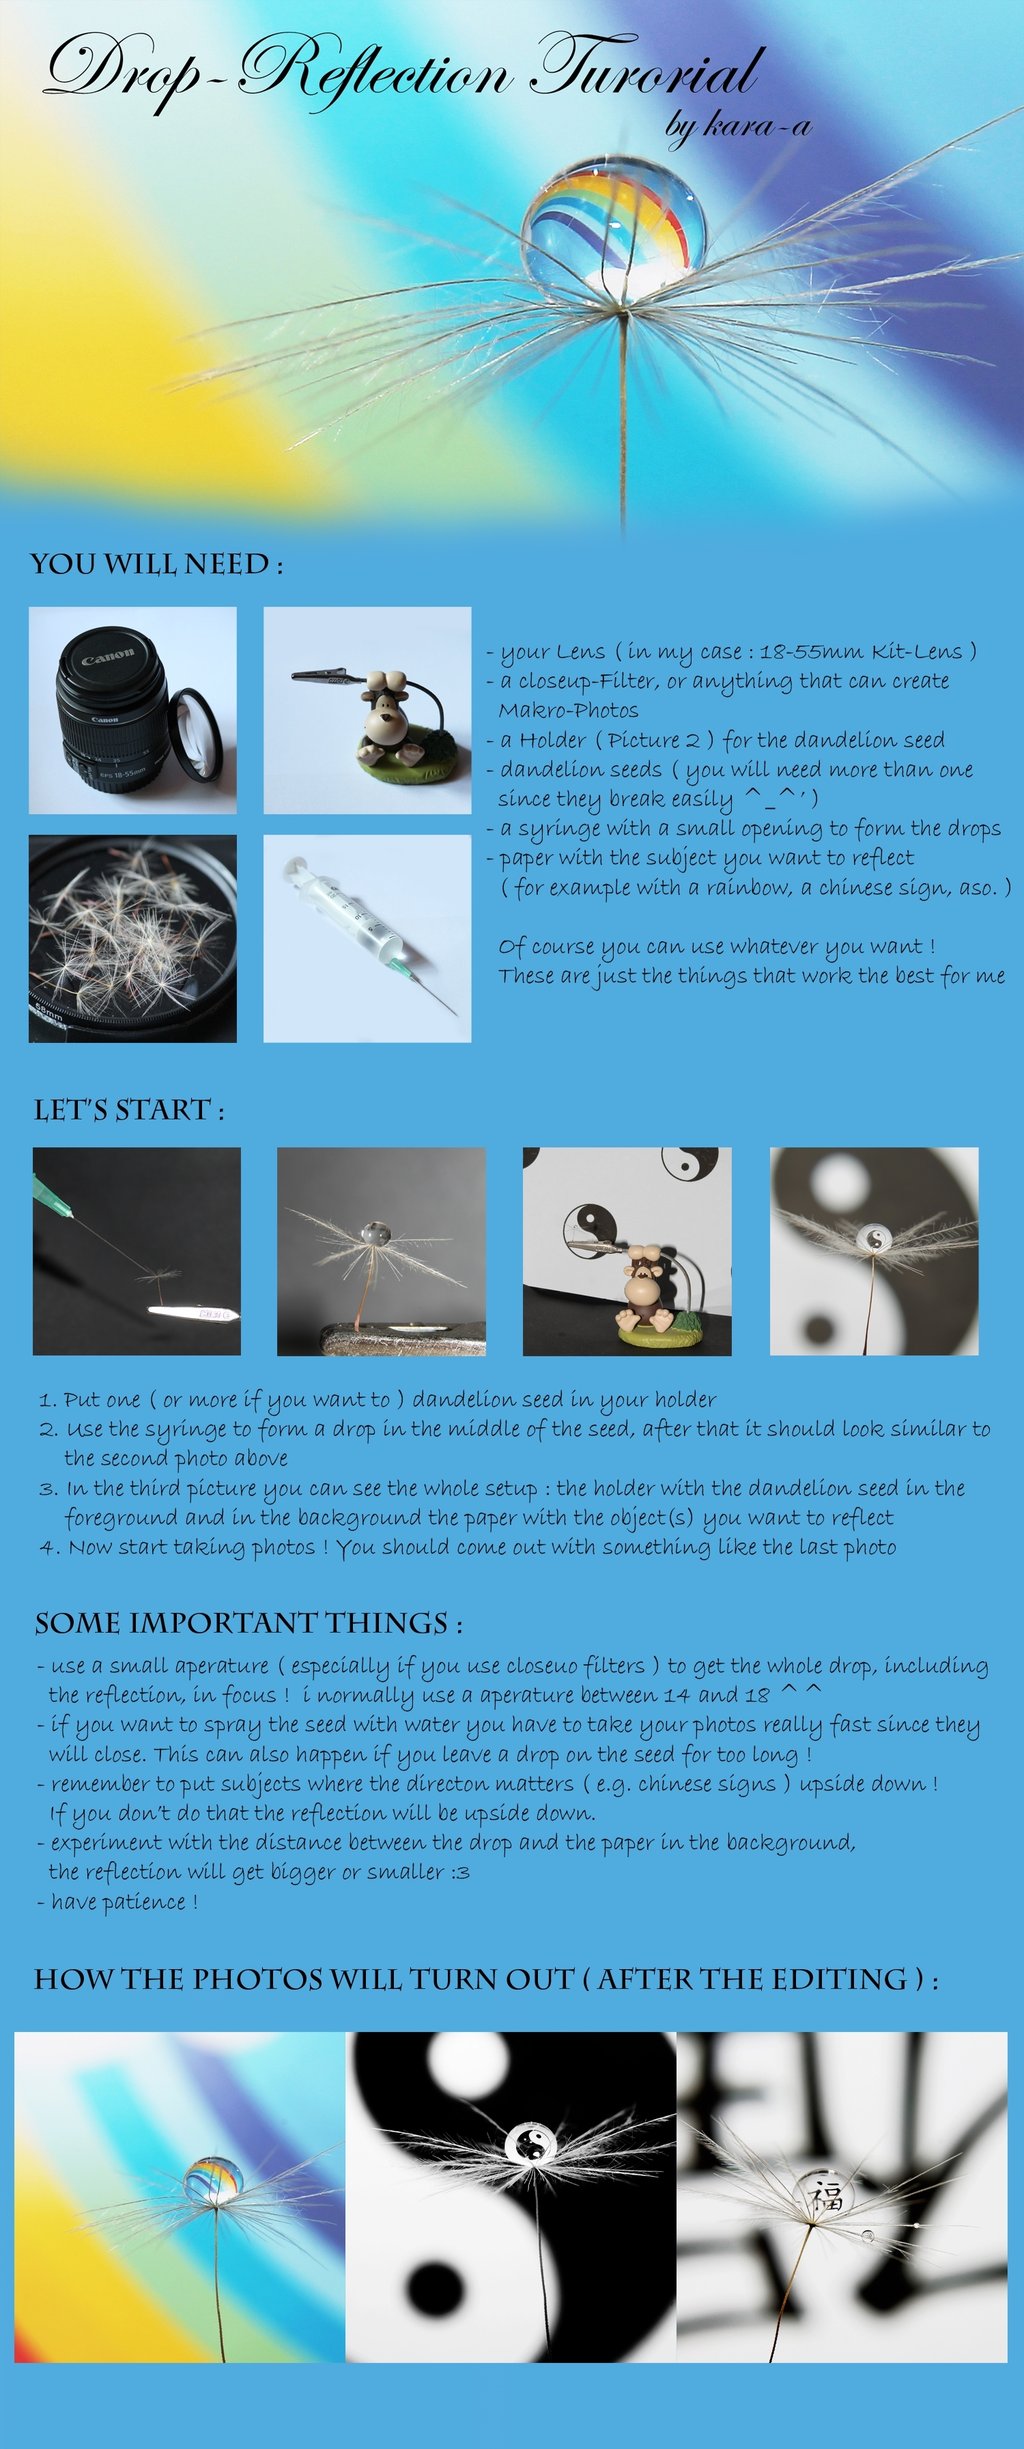 Drop-Reflection Turorial
by kara-a
YOU WILL NEED :
Canon
Canon
EFS 18-55mm
58mm
- your Lens ( in my case : 18-55mm Kit-Lens )
- a closeup-Filter, or anything that can create
Makro-Photos
- a Holder ( Picture 2 ) for the dandelion seed
- dandelion seeds ( you will need more than one
since they break easily ^_^' )
- a syringe with a small opening to form the drops
- paper with the subject you want to reflect
( for example with a rainbow, a chinese sign, aso. )
Of course you can use whatever you want !
These are just the things that work the best for me
LET'S START :
1. Put one ( or more if you want to ) dandelion seed in your holder
2. Use the syringe to form a drop in the middle of the seed, after that it should look similar to
the second photo above
3. In the third picture you can see the whole setup : the holder with the dandelion seed in the
foreground and in the background the paper with the object(s) you want to reflect
4. Now start taking photos ! You should come out with something like the last photo
SOME IMPORTANT THINGS :
- use a small aperature ( especially if you use closeuo filters ) to get the whole drop, including
the reflection, in focus ! i normally use a aperature between 14 and 18 ^ ^
- if you want to spray the seed with water you have to take your photos really fast since they
will close. This can also happen if you leave a drop on the seed for too long !
- remember to put subjects where the directon matters ( e.g. chinese signs ) upside down !
If you don't do that the reflection will be upside down.
- experiment with the distance between the drop and the paper in the background,
the reflection will get bigger or smaller :3
- have patience !
HOW THE PHOTOS WILL TURN OUT ( AFTER THE EDITING ) :
福